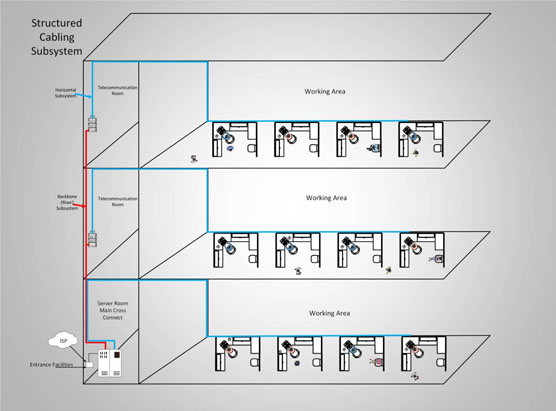 Structured
Cabling
Subsystem
Horizontal
Subsystem
Telecommunication
Room
Working Area
Backbone
(Riser)
Subsystem
Telecommunication
Room
Working Area
Server Room
Main Cross
Connect
Working Area
ISP
Entrance Facilities